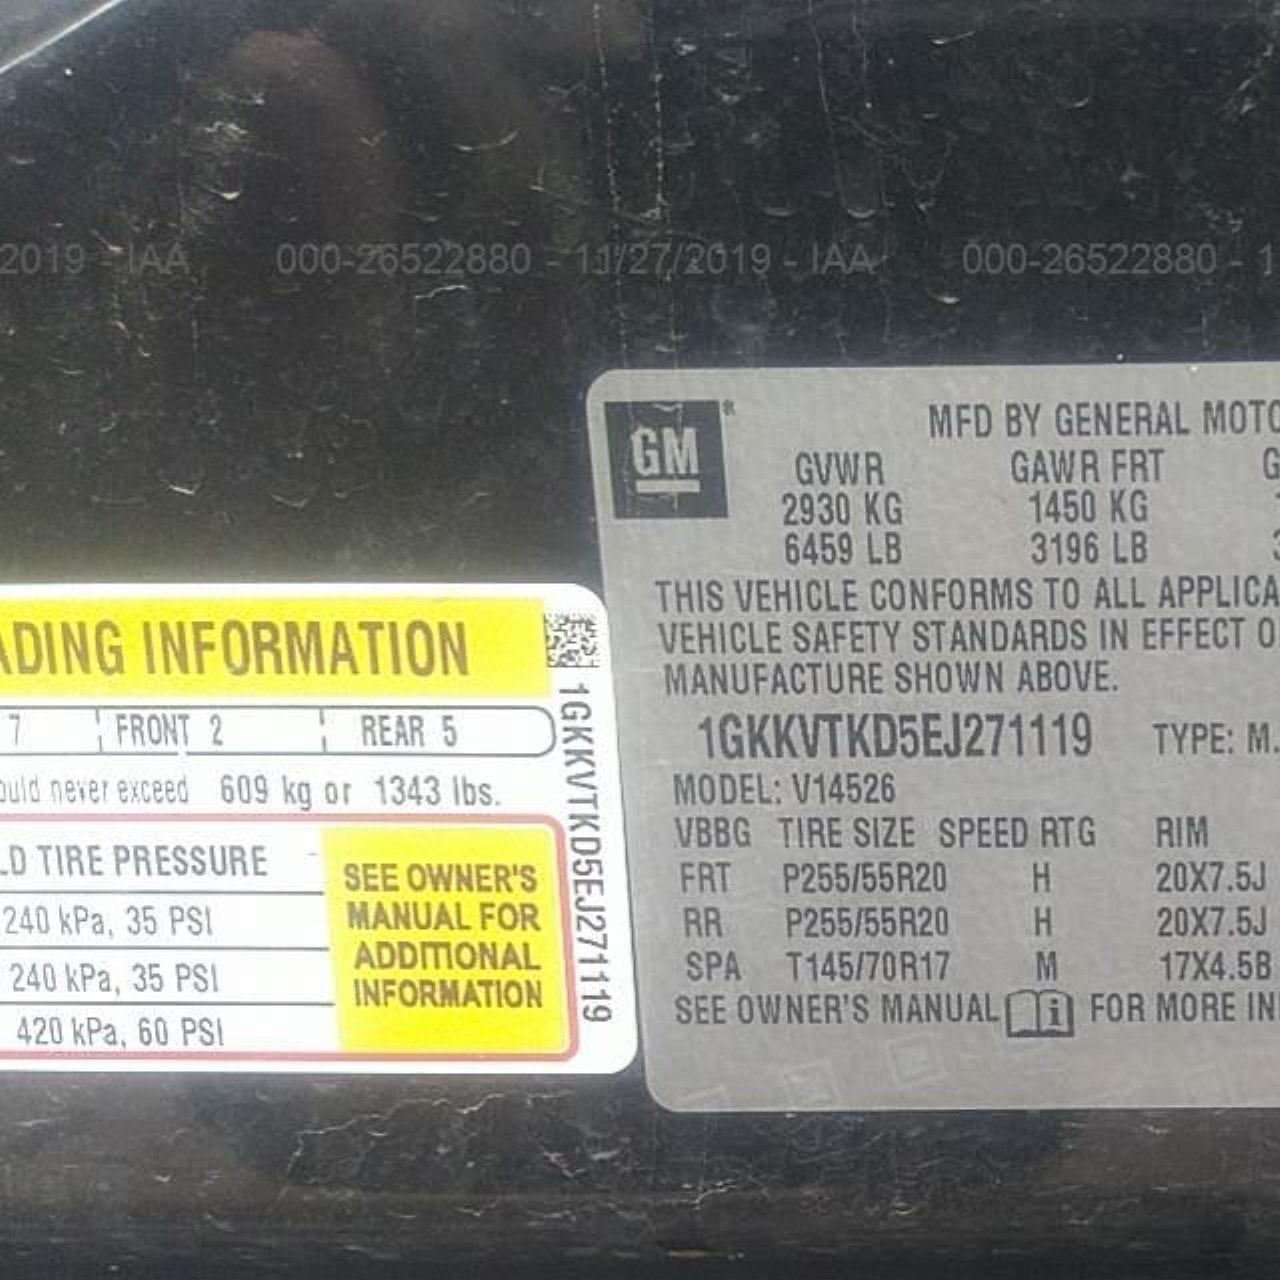 2019 - IAA 000-26522880 - 11/27/2019 - IAA 000-26522880 - 1
GM®
MFD BY GENERAL MOTO
GVWR GAWR FRT G
2930 KG 1450 KG
6459 LB 3196 LB 3
THIS VEHICLE CONFORMS TO ALL APPLICA
VEHICLE SAFETY STANDARDS IN EFFECT O
MANUFACTURE SHOWN ABOVE.
1GKKVTKD5EJ271119 TYPE: M.
MODEL: V14526
VBBG TIRE SIZE SPEED RTG RIM
FRT P255/55R20 H 20X7.5J
RR P255/55R20 H 20X7.5J
SPA T145/70R17 M 17X4.5B
SEE OWNER'S MANUAL i FOR MORE IN
ADING INFORMATION
7 FRONT 2 REAR 5
ould never exceed 609 kg or 1343 lbs.
LD TIRE PRESSURE
240 kPa, 35 PSI
240 kPa, 35 PSI
420 kPa, 60 PSI
SEE OWNER'S
MANUAL FOR
ADDITIONAL
INFORMATION
1GKKVTKD5EJ271119